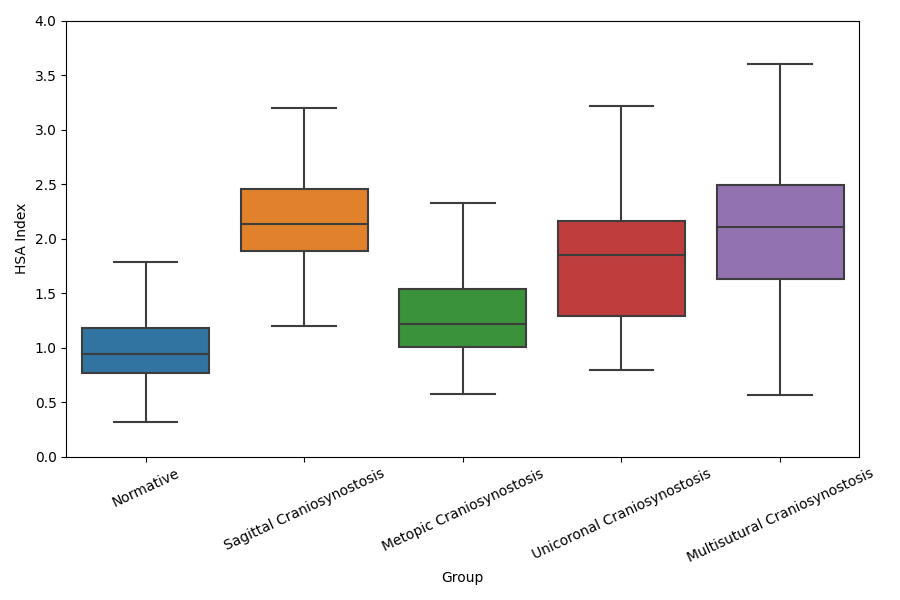 4.0
3.5
3.0
2.5
2.0
1.5
1.0
0.5
0.0
HSA Index
Normative
Sagittal Craniosynostosis
Metopic Craniosynostosis
Unicoronal Craniosynostosis
Multisutural Craniosynostosis
Group